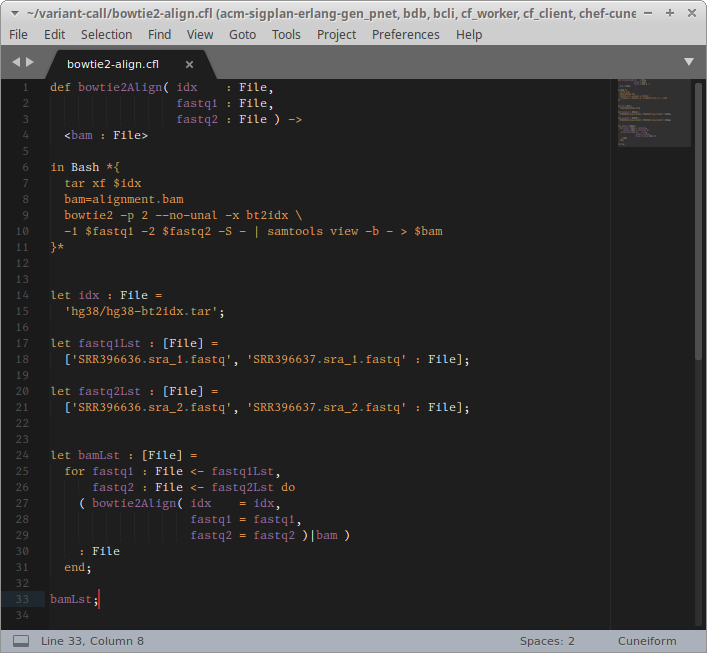 ~/variant-call/bowtie2-align.cfl (acm-sigplan-erlang-gen_pnet, bdb, bcli, cf_worker, cf_client, chef-cune
File Edit Selection Find View Goto Tools Project Preferences Help
bowtie2-align.cfl ×
1 def bowtie2Align( idx    : File,
2                   fastq1 : File,
3                   fastq2 : File ) ->
4   <bam : File>
5
6 in Bash *{
7   tar xf $idx
8   bam=alignment.bam
9   bowtie2 -p 2 --no-unal -x bt2idx \
10   -1 $fastq1 -2 $fastq2 -S - | samtools view -b - > $bam
11 }*
12
13
14 let idx : File =
15   'hg38/hg38-bt2idx.tar';
16
17 let fastq1Lst : [File] =
18   ['SRR396636.sra_1.fastq', 'SRR396637.sra_1.fastq' : File];
19
20 let fastq2Lst : [File] =
21   ['SRR396636.sra_2.fastq', 'SRR396637.sra_2.fastq' : File];
22
23
24 let bamLst : [File] =
25   for fastq1 : File <- fastq1Lst,
26       fastq2 : File <- fastq2Lst do
27     ( bowtie2Align( idx    = idx,
28                     fastq1 = fastq1,
29                     fastq2 = fastq2 )|bam )
30     : File
31   end;
32
33 bamLst;
34
Line 33, Column 8 Spaces: 2 Cuneiform